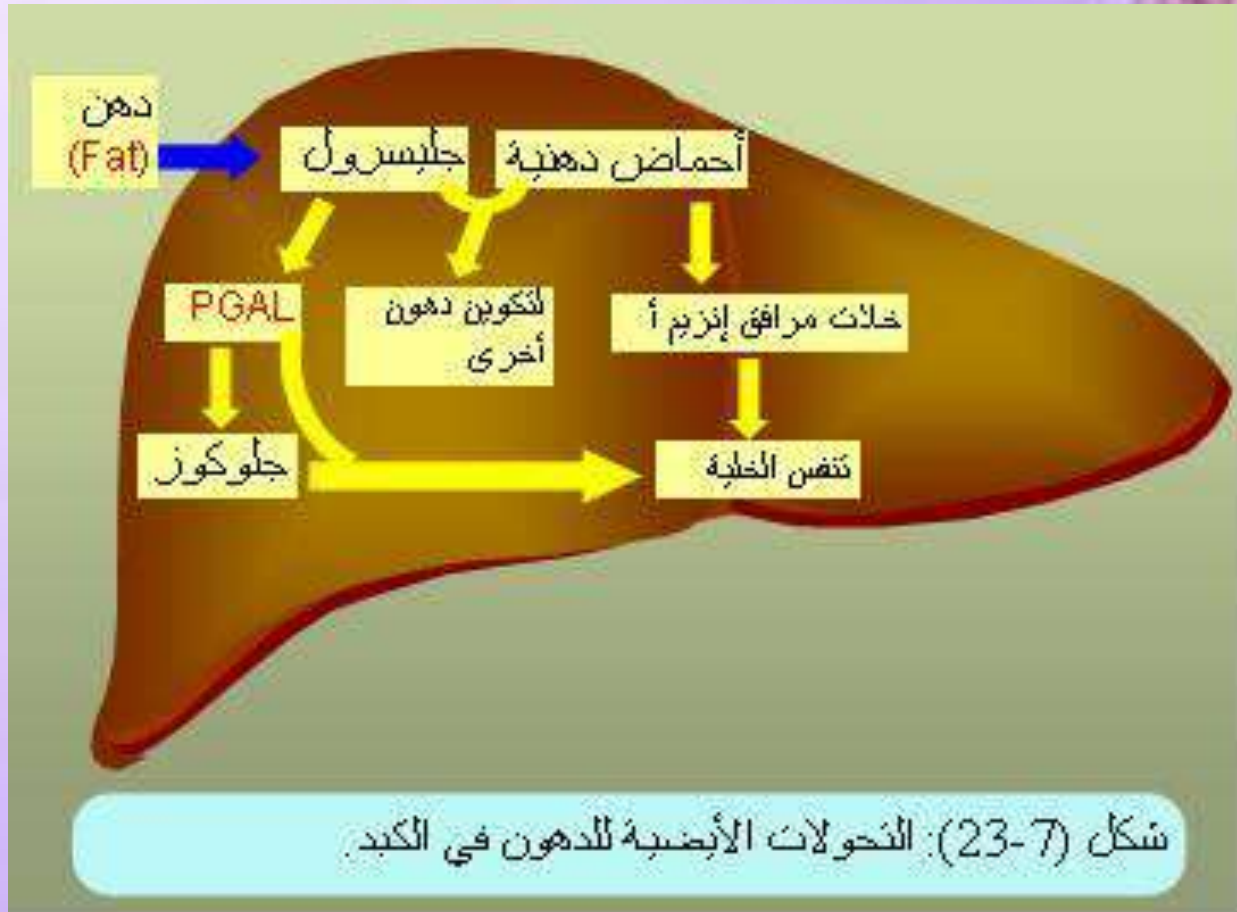 دهن
(Fat)
جليسرول
أحماض دهنية
PGAL
لتكوين دهون
أخرى
خلات مرافق إنزيم أ
جلوكوز
تنفس الخلية
شكل (7-23): التحولات الأيضية للدهون في الكبد.